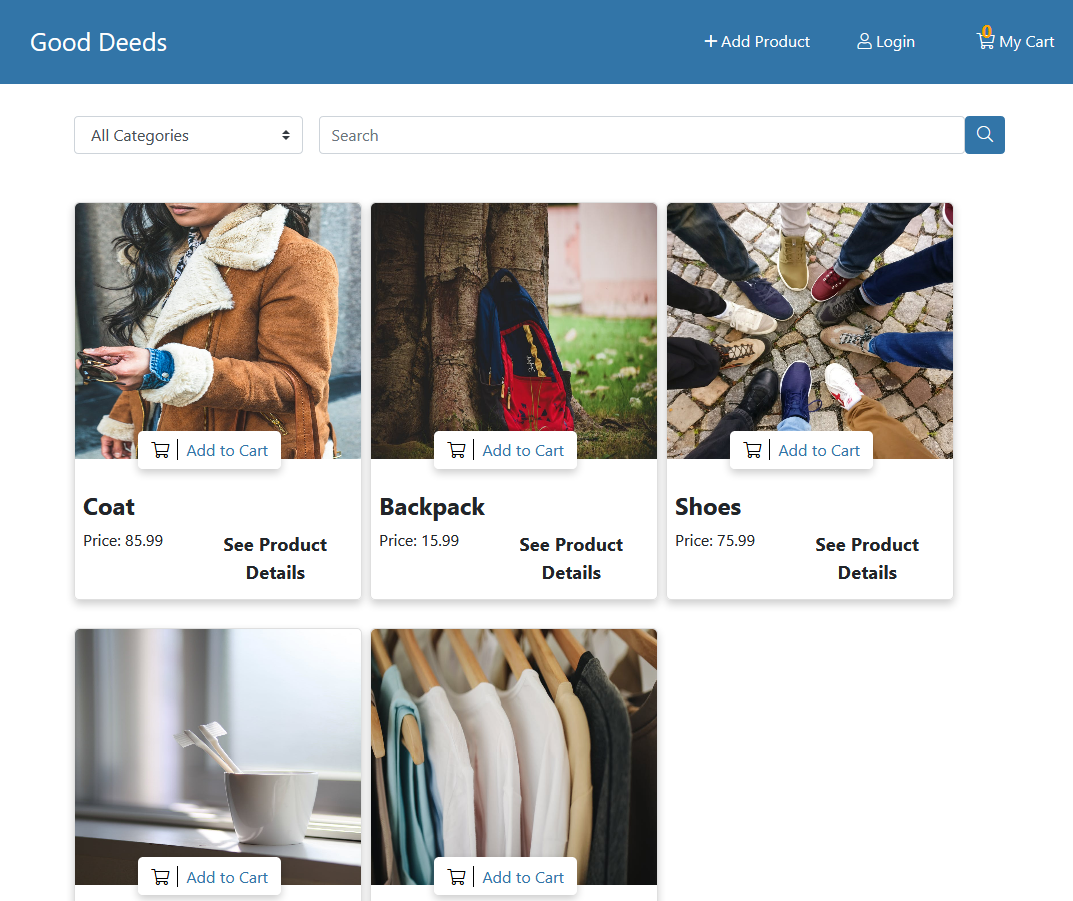 Good Deeds
Add Product
Login
0
My Cart
All Categories
Search
Add to Cart
Add to Cart
Add to Cart
Coat
Price: 85.99
See Product
Details
Backpack
Price: 15.99
See Product
Details
Shoes
Price: 75.99
See Product
Details
Add to Cart
Add to Cart